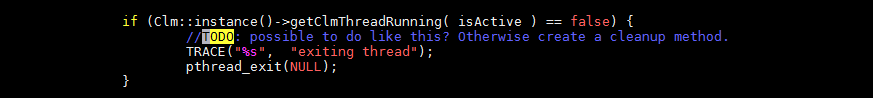 if (Clm::instance()->getClmThreadRunning( isActive ) == false) {
//TODO: possible to do like this? Otherwise create a cleanup method.
TRACE("%s",  "exiting thread");
pthread_exit(NULL);
}